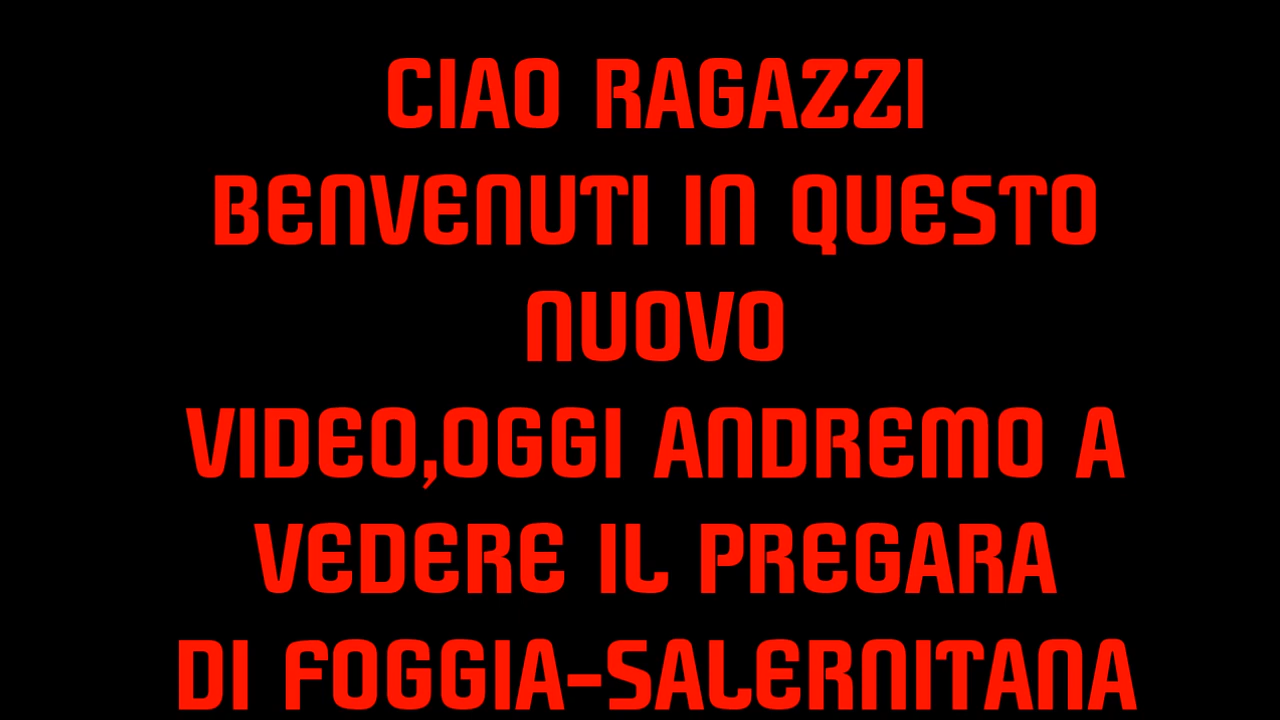 CIAO RAGAZZI
BENVENUTI IN QUESTO
NUOVO
VIDEO,OGGI ANDREMO A
VEDERE IL PREGARA
DI FOGGIA-SALERNITANA